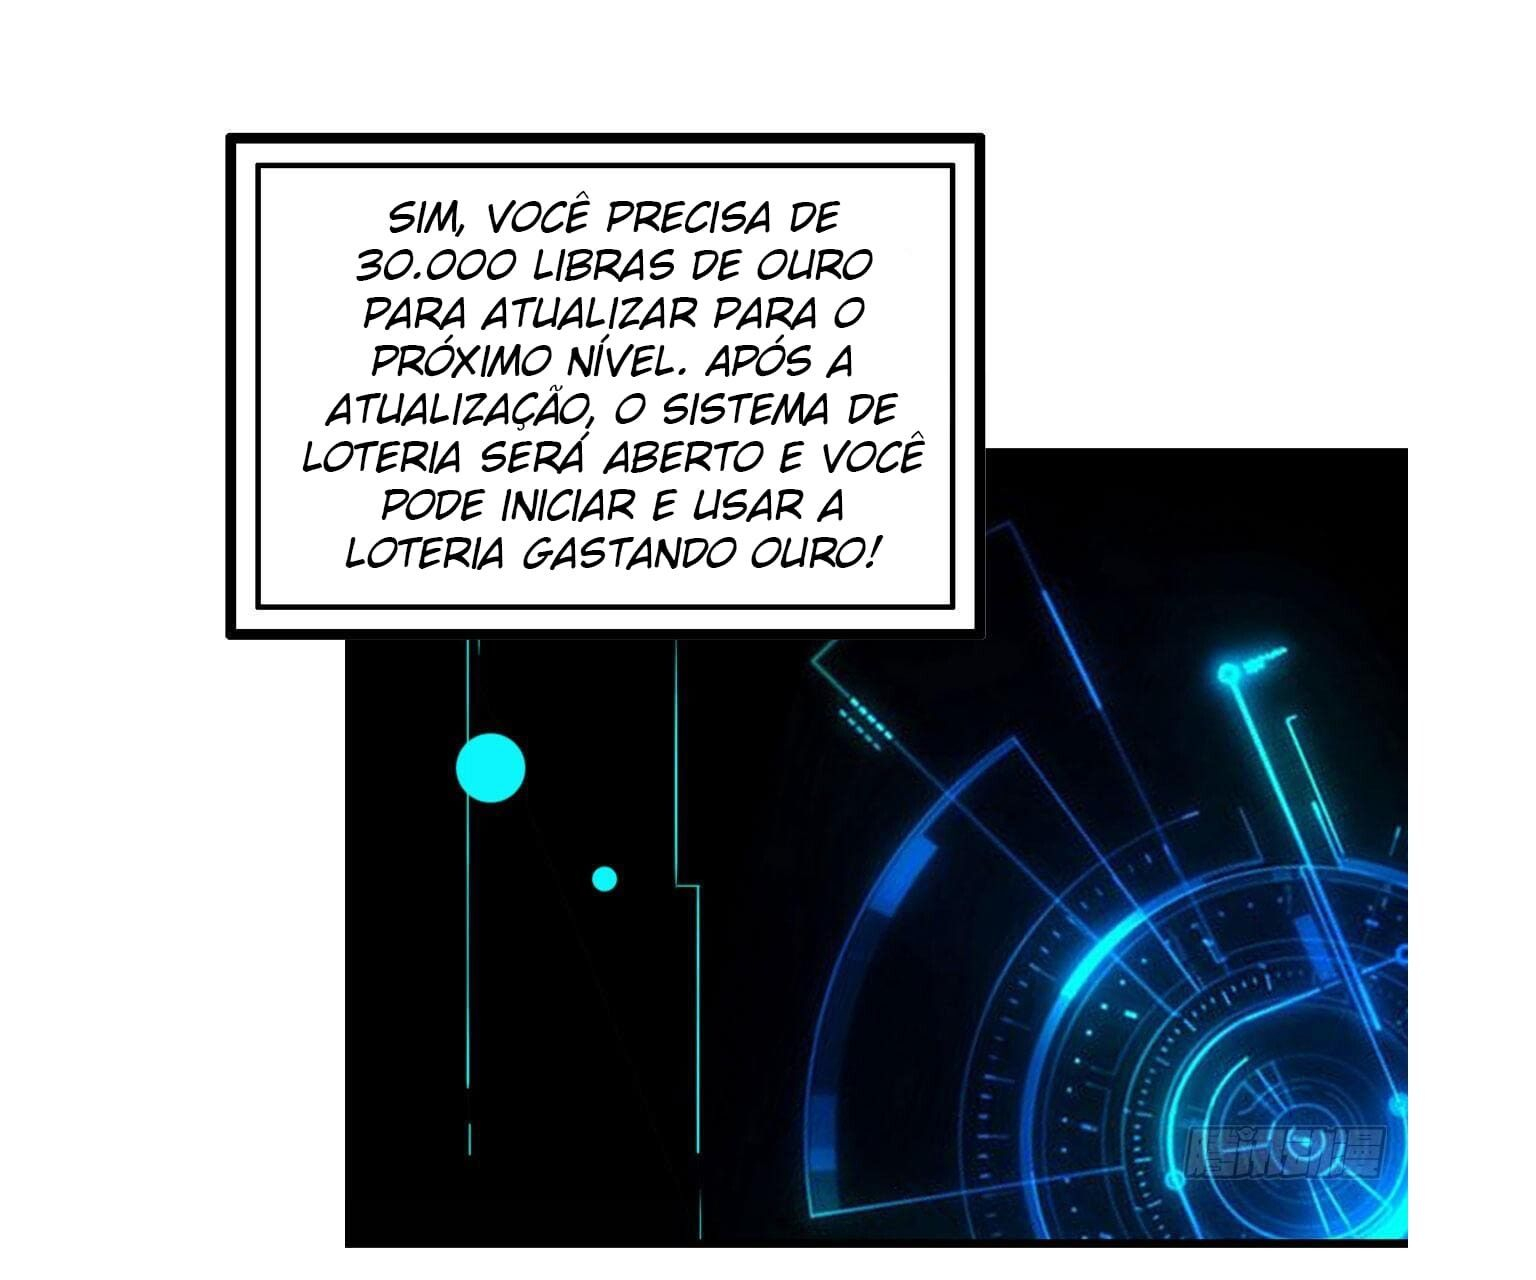 SIM, VOCÊ PRECISA DE
30.000 LIBRAS DE OURO
PARA ATUALIZAR PARA O
PRÓXIMO NÍVEL. APÓS A
ATUALIZAÇÃO, O SISTEMA DE
LOTERIA SERÁ ABERTO E VOCÊ
PODE INICIAR E USAR A
LOTERIA GASTANDO OURO!